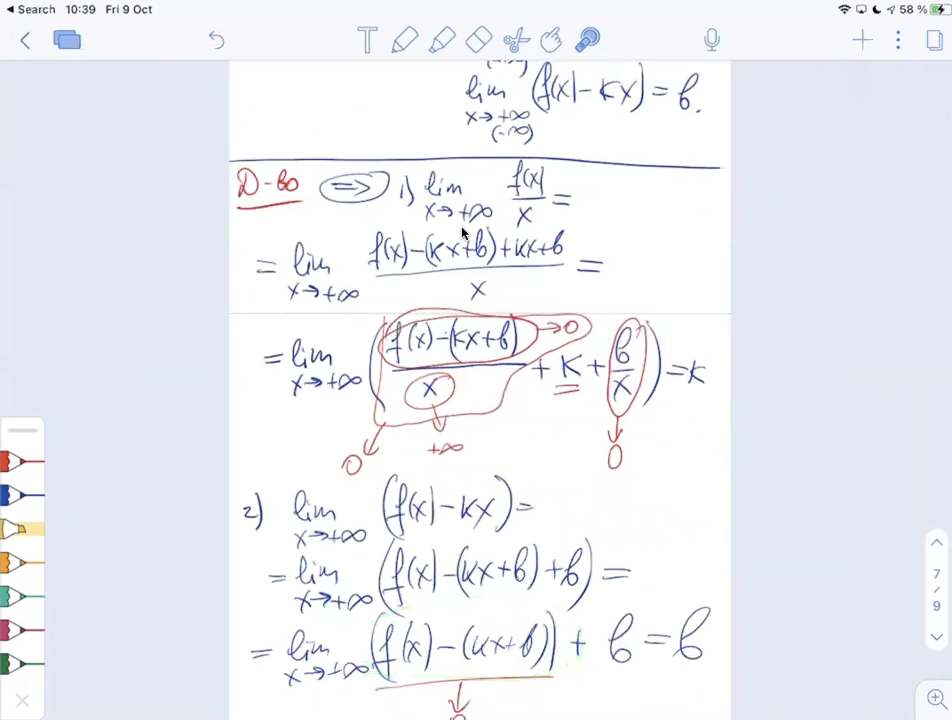 Search 10:39 Fri 9 Oct 58 %
lim (f(x) - kx) = b.
x→+∞
(-∞)
D-во => 1) lim f(x)/x =
x→+∞
= lim f(x)-(kx+b)+kx+b / x =
x→+∞
= lim ( f(x)-(kx+b) / x + k + b/x ) = k
x→+∞
→0
+∞
0
0
2) lim (f(x) - kx) =
x→+∞
= lim (f(x) - (kx+b) + b) =
x→+∞
= lim (f(x) - (kx+b)) + b = b
x→+∞
7
9